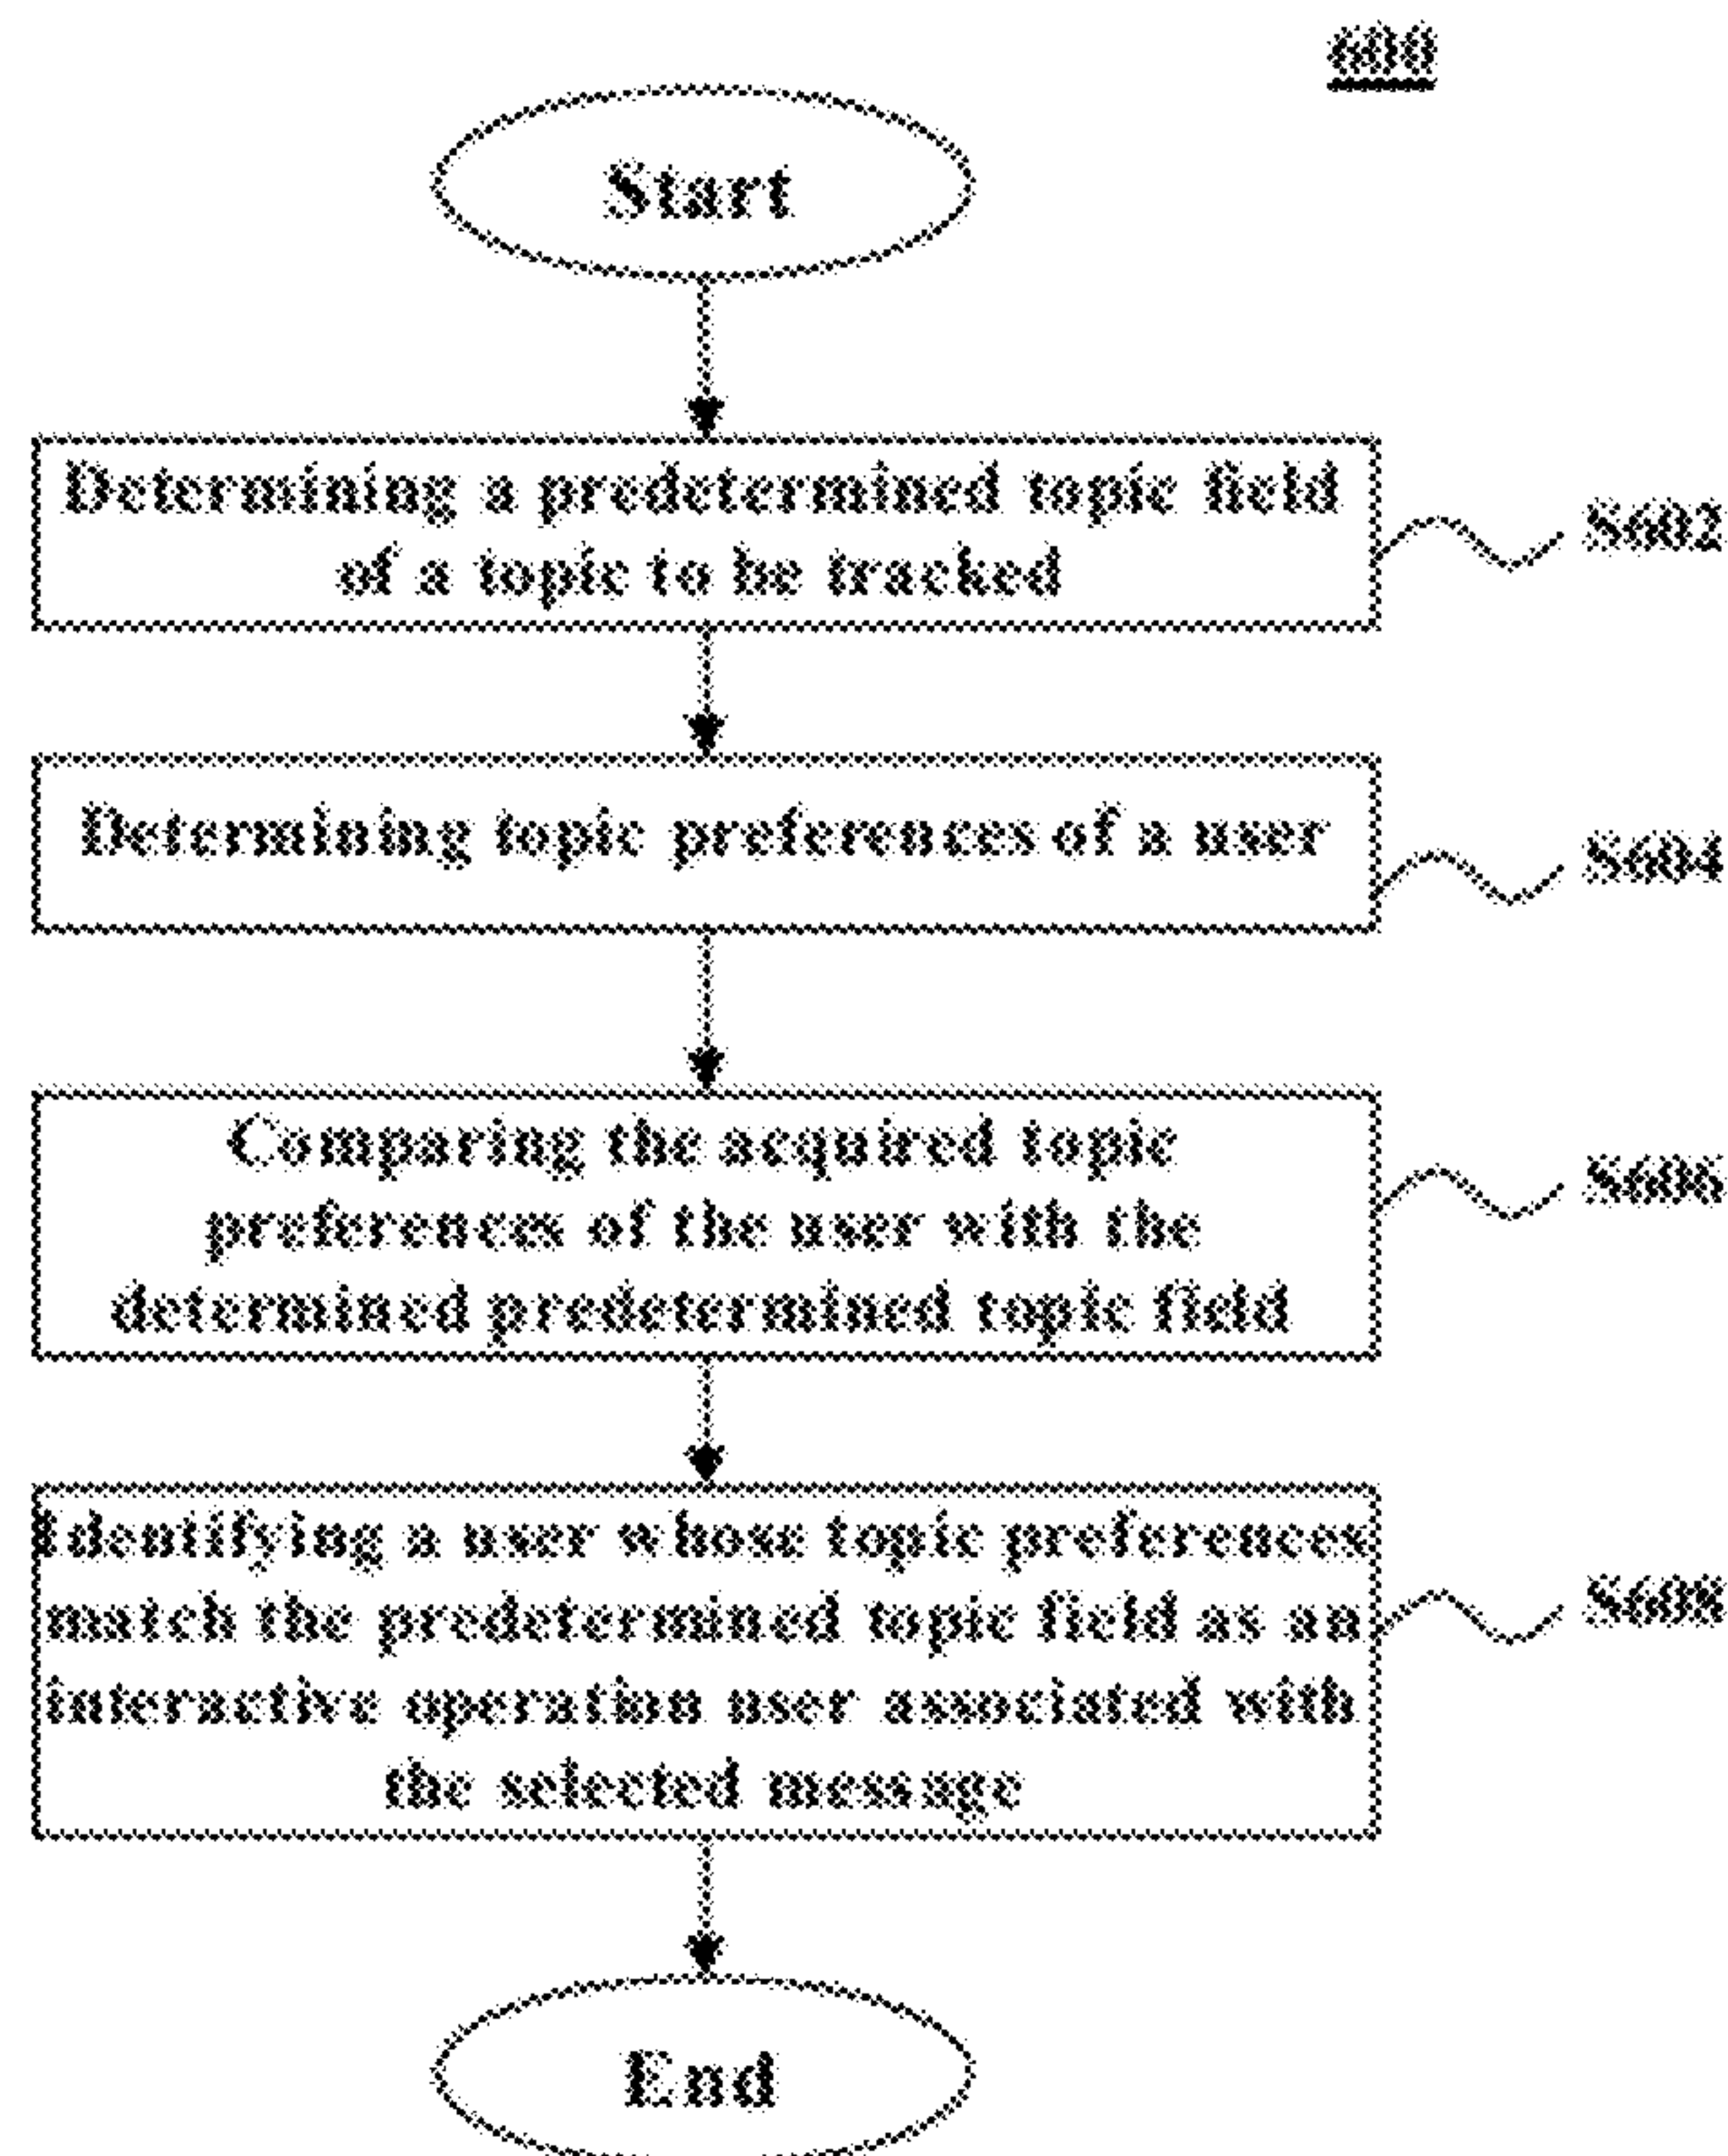 600
Start
Determining a predetermined topic field
of a topic to be tracked
S602
Determining topic preferences of a user
S604
Comparing the acquired topic
preferences of the user with the
determined predetermined topic field
S606
Identifying a user whose topic preferences
match the predetermined topic field as an
interactive operation user associated with
the selected message
S608
End